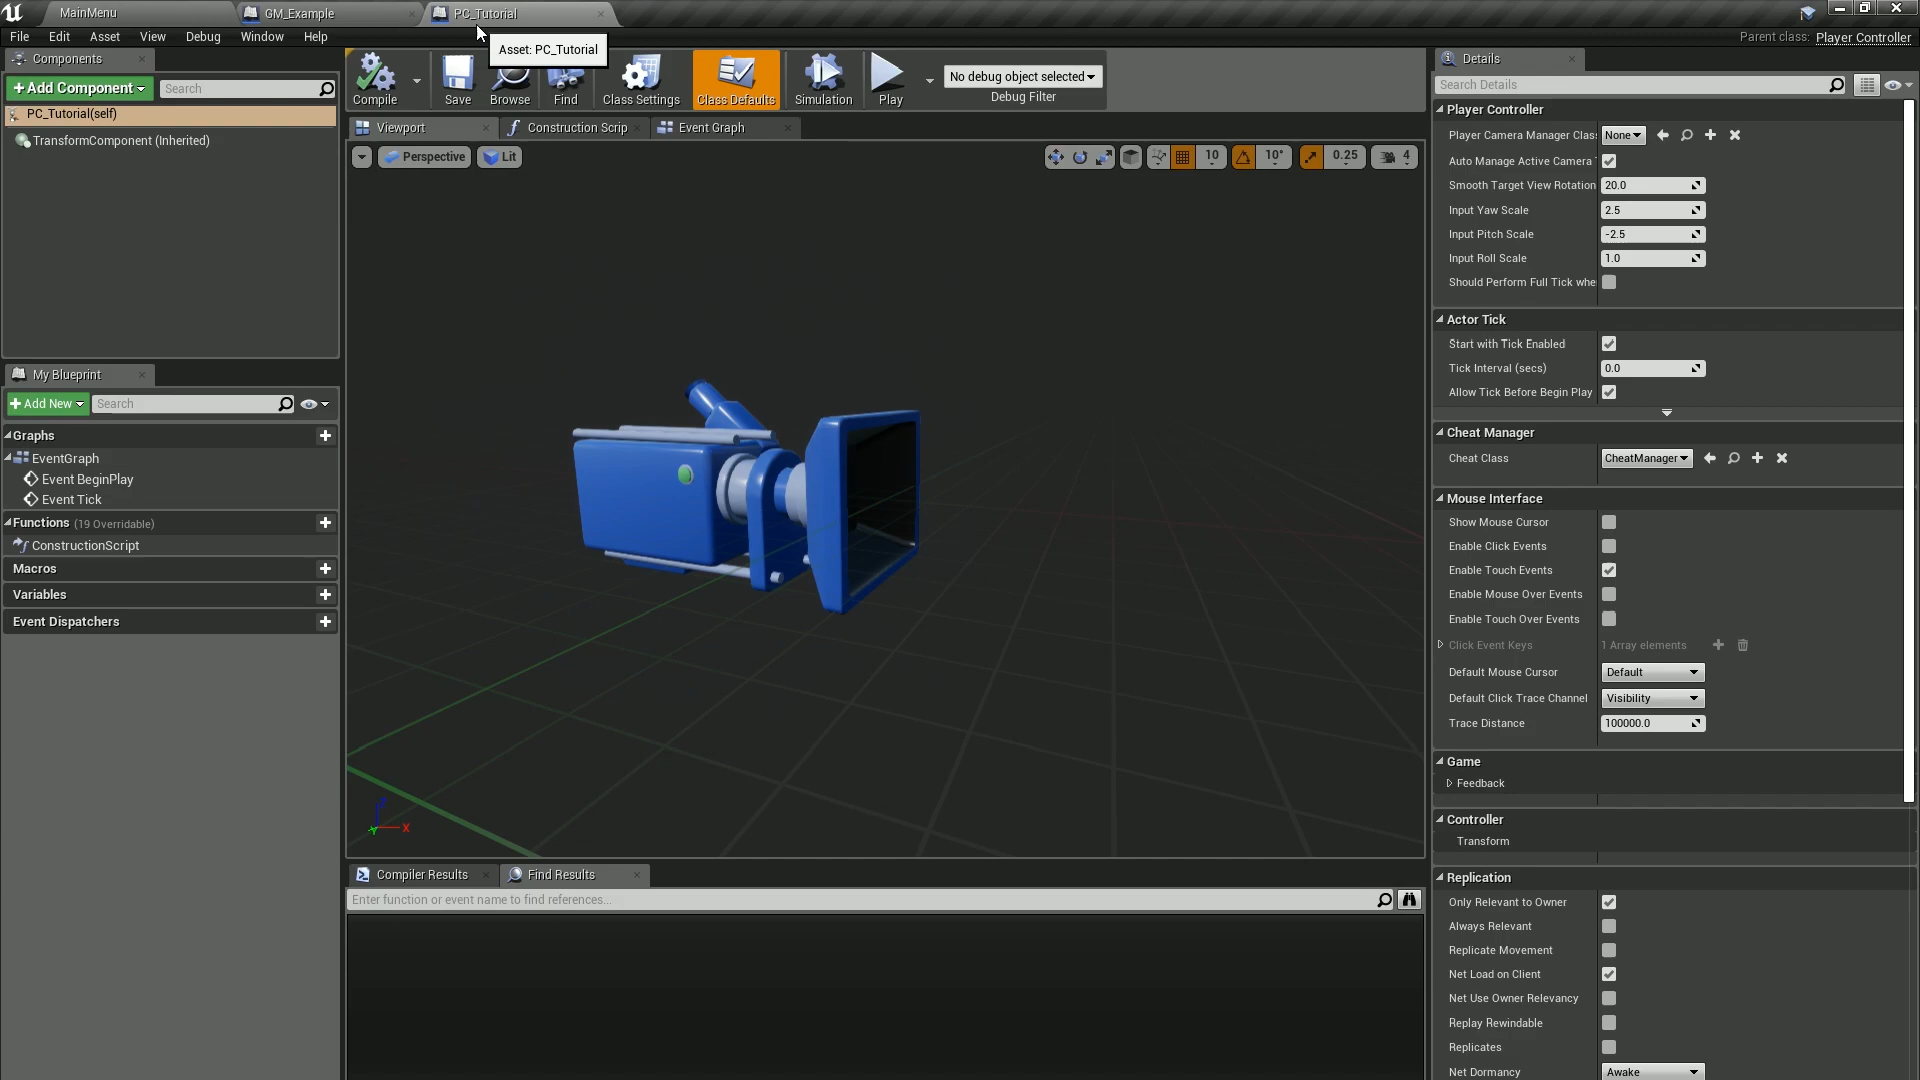 MainMenu
GM_Example
PC_Tutorial
File Edit Asset View Debug Window Help
Parent class: Player Controller
Asset: PC_Tutorial
Components
+Add Component
Search
PC_Tutorial(self)
TransformComponent (Inherited)
My Blueprint
+Add New
Search
Graphs
EventGraph
Event BeginPlay
Event Tick
Functions (19 Overridable)
ConstructionScript
Macros
Variables
Event Dispatchers
Compile
Save
Browse
Find
Class Settings
Class Defaults
Simulation
Play
No debug object selected
Debug Filter
Viewport
Construction Scrip
Event Graph
Perspective
Lit
10
10°
0.25
4
Z
X
Y
Compiler Results
Find Results
Enter function or event name to find references...
Details
Search Details
Player Controller
Player Camera Manager Clas: None
Auto Manage Active Camera
Smooth Target View Rotation 20.0
Input Yaw Scale 2.5
Input Pitch Scale -2.5
Input Roll Scale 1.0
Should Perform Full Tick whe
Actor Tick
Start with Tick Enabled
Tick Interval (secs) 0.0
Allow Tick Before Begin Play
Cheat Manager
Cheat Class CheatManager
Mouse Interface
Show Mouse Cursor
Enable Click Events
Enable Touch Events
Enable Mouse Over Events
Enable Touch Over Events
Click Event Keys 1 Array elements
Default Mouse Cursor Default
Default Click Trace Channel Visibility
Trace Distance 100000.0
Game
Feedback
Controller
Transform
Replication
Only Relevant to Owner
Always Relevant
Replicate Movement
Net Load on Client
Net Use Owner Relevancy
Replay Rewindable
Replicates
Net Dormancy Awake